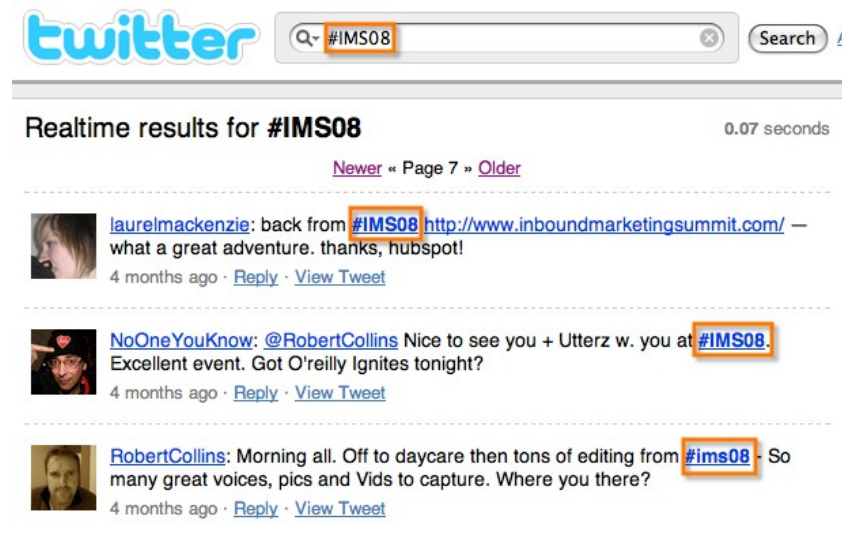 twitter
#IMS08
Search
Realtime results for #IMS08
0.07 seconds
Newer « Page 7 » Older
laurelmackenzie: back from #IMS08 http://www.inboundmarketingsummit.com/ —
what a great adventure. thanks, hubspot!
4 months ago · Reply · View Tweet
NoOneYouKnow: @RobertCollins Nice to see you + Utterz w. you at #IMS08.
Excellent event. Got O'reilly Ignites tonight?
4 months ago · Reply · View Tweet
RobertCollins: Morning all. Off to daycare then tons of editing from #ims08 - So
many great voices, pics and Vids to capture. Where you there?
4 months ago · Reply · View Tweet